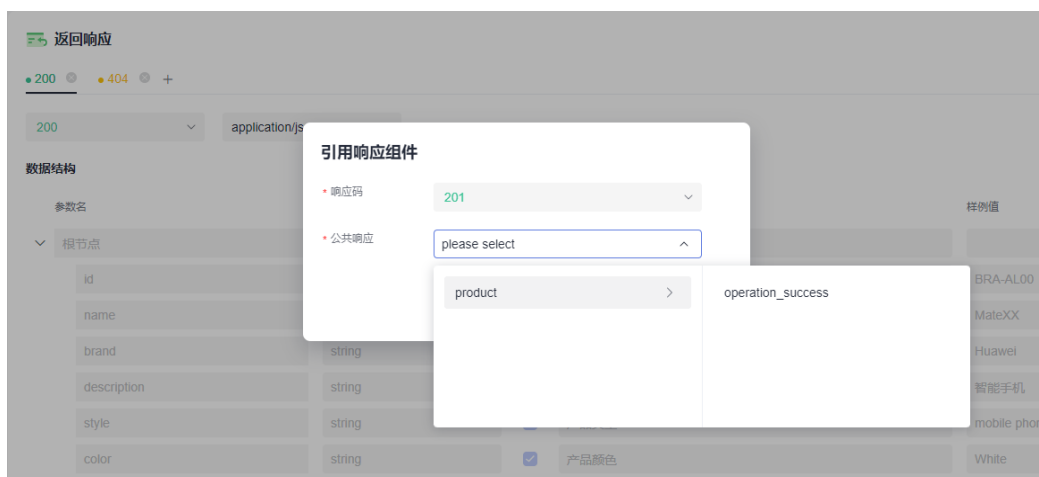 返回响应
200 404 +
200 application/js
引用响应组件
数据结构
* 响应码 201
参数名 样例值
* 公共响应 please select
根节点
id BRA-AL00
product operation_success
name MateXX
brand string Huawei
description string 智能手机
style string mobile phon
color string 产品颜色 White